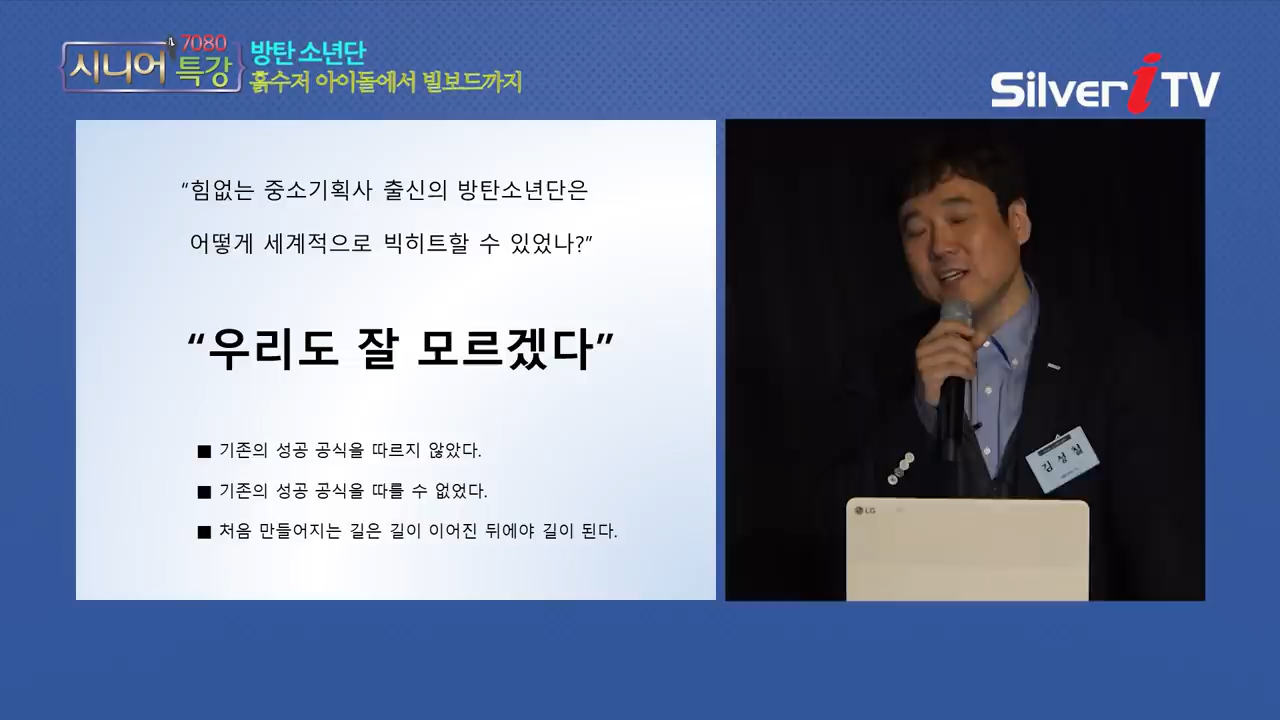 시니어 7080 특강
방탄 소년단
흙수저 아이돌에서 빌보드까지
Silver i TV
"힘없는 중소기획사 출신의 방탄소년단은
어떻게 세계적으로 빅히트할 수 있었나?"
“우리도 잘 모르겠다”
■ 기존의 성공 공식을 따르지 않았다.
■ 기존의 성공 공식을 따를 수 없었다.
■ 처음 만들어지는 길은 길이 이어진 뒤에야 길이 된다.
김성철
LG